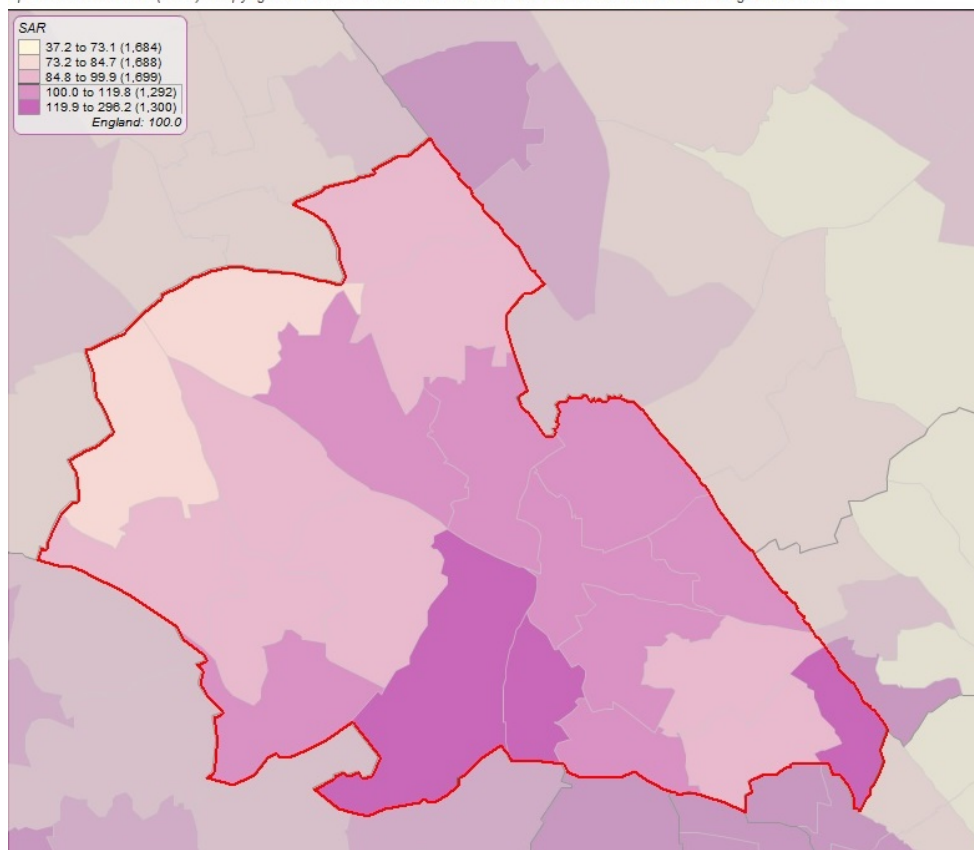 SAR
37.2 to 73.1 (1,684)
73.2 to 84.7 (1,688)
84.8 to 99.9 (1,699)
100.0 to 119.8 (1,292)
119.9 to 296.2 (1,300)
England: 100.0